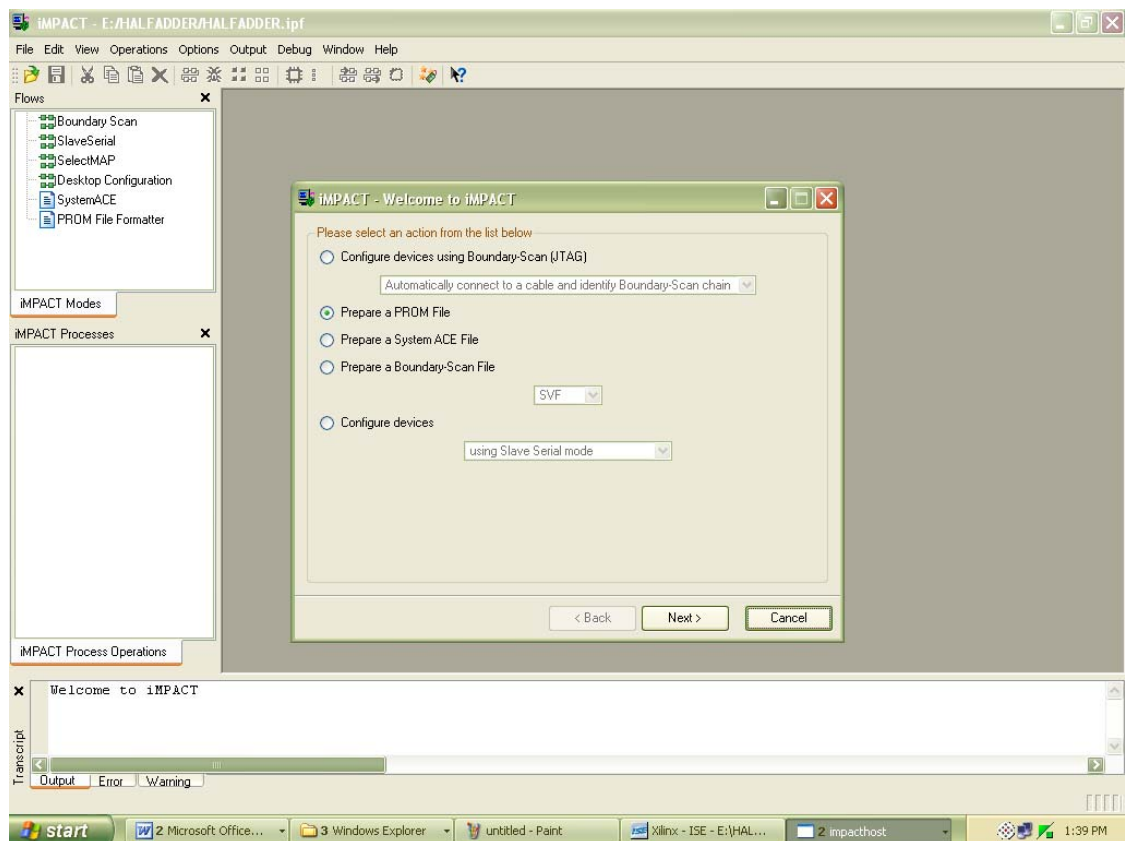 iMPACT - E:/HALFADDER/HALFADDER.ipf
File Edit View Operations Options Output Debug Window Help
Flows
Boundary Scan
SlaveSerial
SelectMAP
Desktop Configuration
SystemACE
PROM File Formatter
iMPACT Modes
iMPACT Processes
iMPACT Process Operations
iMPACT - Welcome to iMPACT
Please select an action from the list below
Configure devices using Boundary-Scan (JTAG)
Automatically connect to a cable and identify Boundary-Scan chain
Prepare a PROM File
Prepare a System ACE File
Prepare a Boundary-Scan File
SVF
Configure devices
using Slave Serial mode
< Back Next > Cancel
Welcome to iMPACT
Transcript
Output Error Warning
start 2 Microsoft Office... 3 Windows Explorer untitled - Paint Xilinx - ISE - E:\HAL... 2 impacthost 1:39 PM